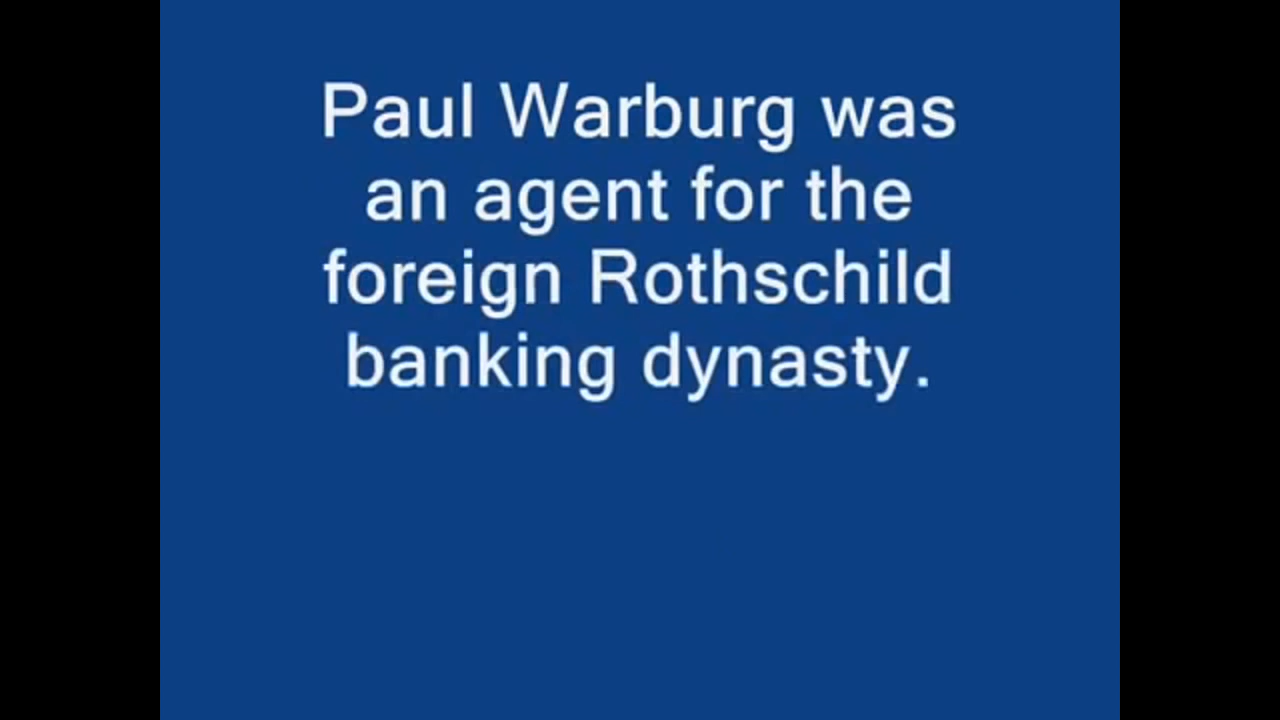 Paul Warburg was
an agent for the
foreign Rothschild
banking dynasty.